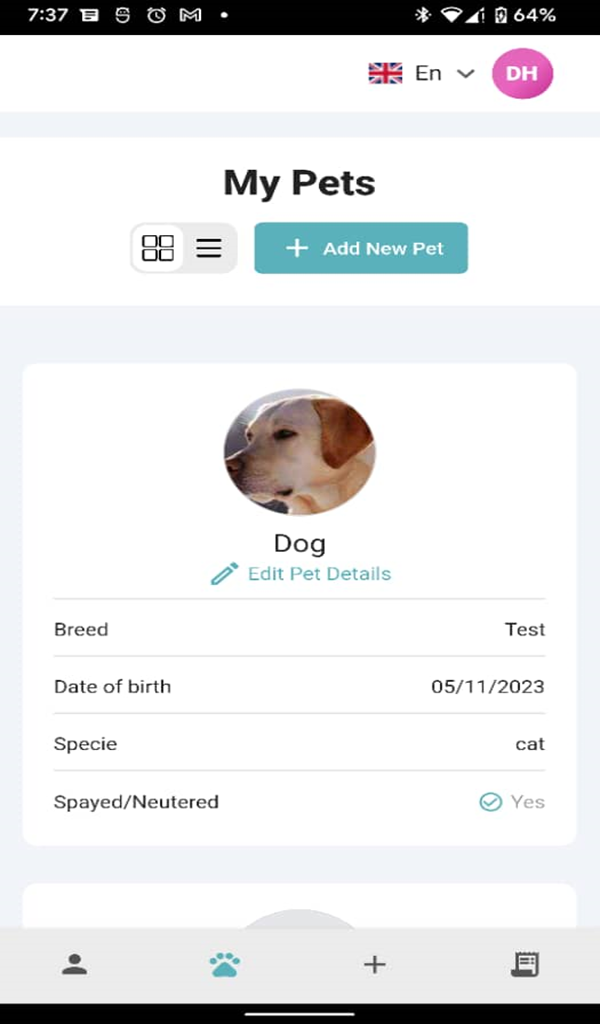 7:37 64%
En DH
My Pets
Add New Pet
Dog
Edit Pet Details
Breed Test
Date of birth 05/11/2023
Specie cat
Spayed/Neutered Yes